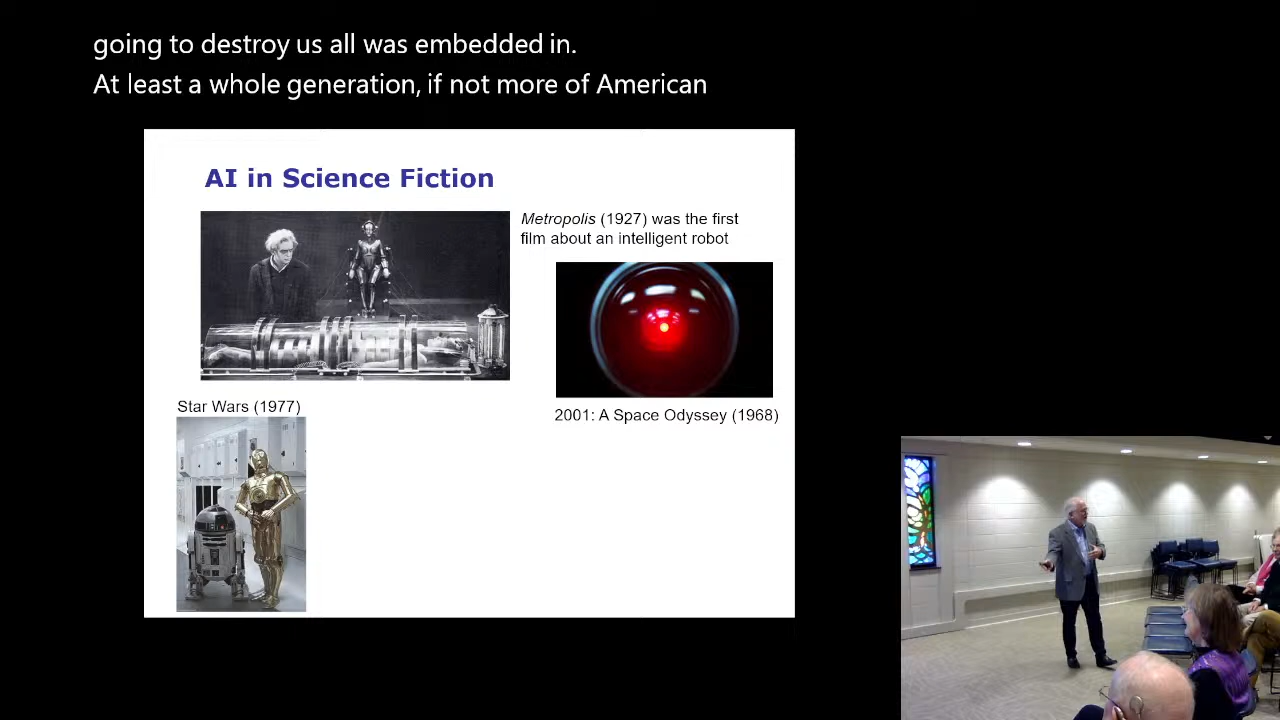 going to destroy us all was embedded in.
At least a whole generation, if not more of American
AI in Science Fiction
Metropolis (1927) was the first
film about an intelligent robot
2001: A Space Odyssey (1968)
Star Wars (1977)